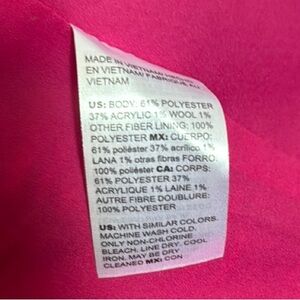 MADE IN VIETNAM/ HECHO
EN VIETNAM/ FABRIQUE AU
VIETNAM
US: BODY: 61% POLYESTER
37% ACRYLIC 1% WOOL 1%
OTHER FIBER LINING: 100%
POLYESTER MX: CUERPO:
61% poliéster 37% acrílico 1%
LANA 1% otras fibras FORRO:
100% poliéster CA: CORPS:
61% POLYESTER 37%
ACRYLIQUE 1% LAINE 1%
AUTRE FIBRE DOUBLURE:
100% POLYESTER
US: WITH SIMILAR COLORS.
MACHINE WASH COLD.
ONLY NON-CHLORINE
BLEACH. LINE DRY. COOL
IRON. MAY BE DRY
CLEANED MX: CON